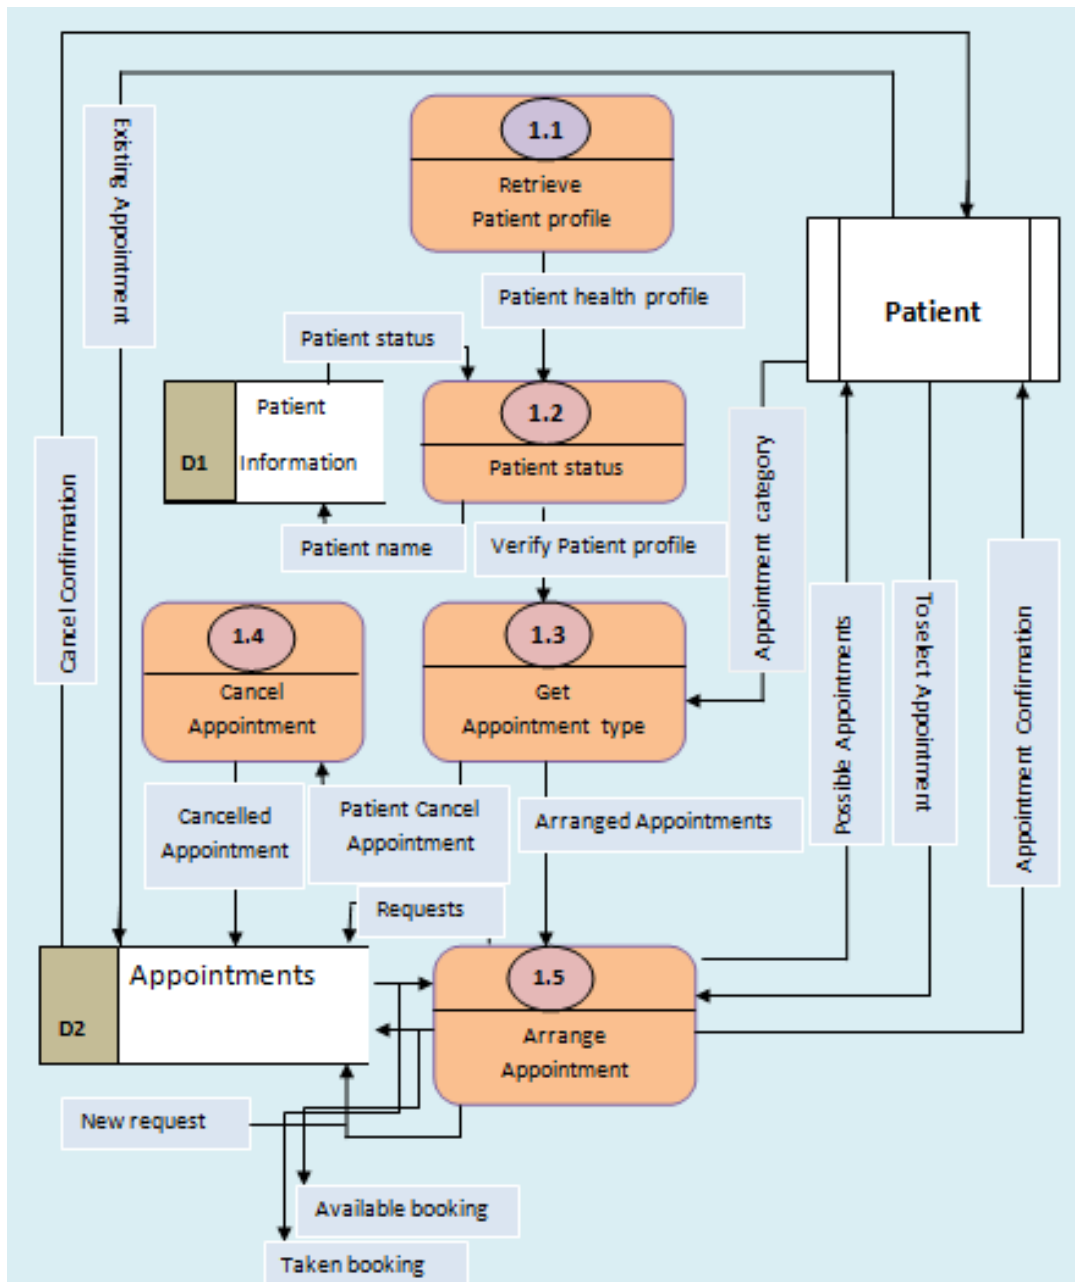 1.1
Retrieve
Patient profile
Existing Appointment
Patient health profile
Patient
Patient status
Patient
Information
D1
1.2
Patient status
Appointment category
Patient name
Verify Patient profile
Cancel Confirmation
1.4
Cancel
Appointment
1.3
Get
Appointment type
Possible Appointments
To select Appointment
Appointment Confirmation
Cancelled
Appointment
Patient Cancel
Appointment
Arranged Appointments
Requests
Appointments
D2
1.5
Arrange
Appointment
New request
Available booking
Taken booking